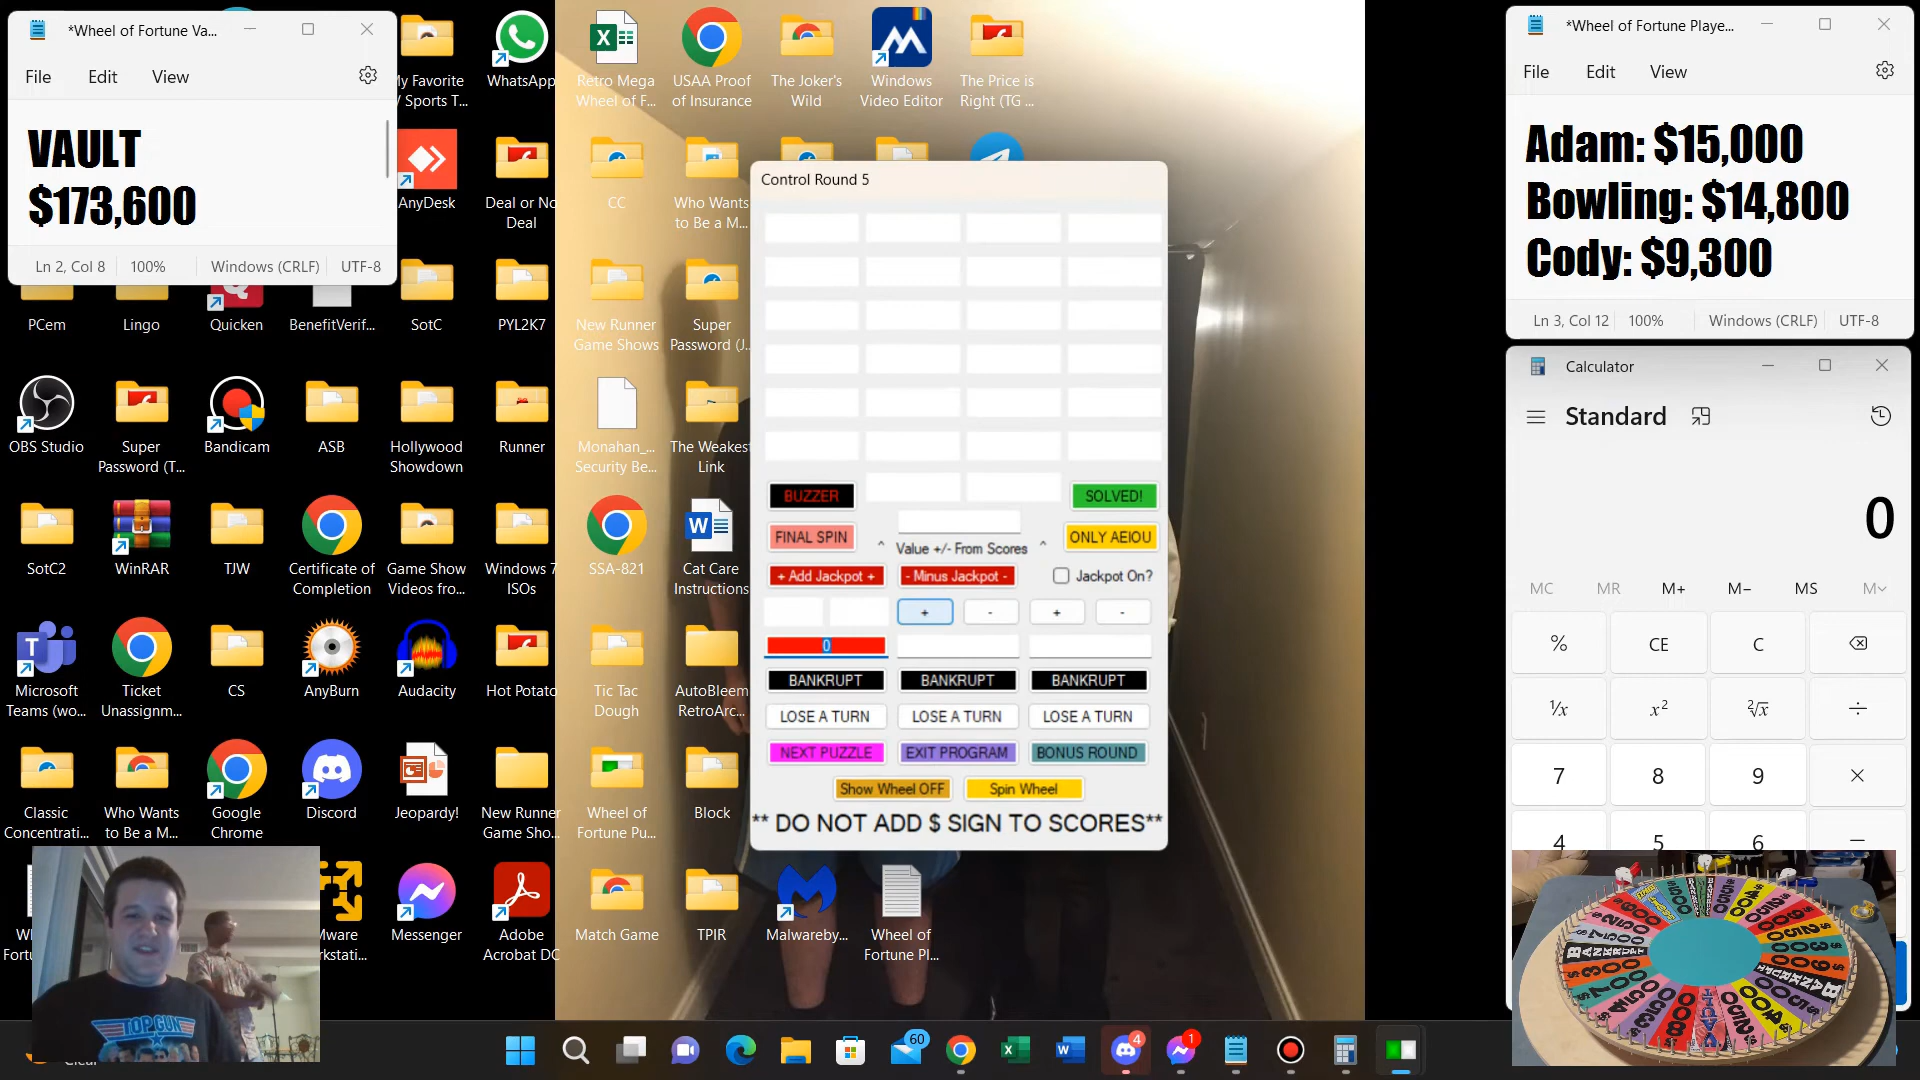 *Wheel of Fortune Va...
File Edit View
VAULT
$173,600
Ln 2, Col 8 100% Windows (CRLF) UTF-8
My Favorite
/ Sports T...
WhatsApp
AnyDesk
Deal or No
Deal
PCem
Lingo
Quicken
BenefitVerif...
SotC
PYL2K7
OBS Studio
Super
Password (T...
Bandicam
ASB
Hollywood
Showdown
Runner
SotC2
WinRAR
TJW
Certificate of
Completion
Game Show
Videos fro...
Windows 7
ISOs
Microsoft
Teams (wo...
Ticket
Unassignm...
CS
AnyBurn
Audacity
Hot Potato
Classic
Concentrati...
Who Wants
to Be a M...
Google
Chrome
Discord
Jeopardy!
New Runner
Game Sho...
Messenger
Adobe
Acrobat DC
TOP GUN
Retro Mega
Wheel of F...
USAA Proof
of Insurance
The Joker's
Wild
Windows
Video Editor
The Price is
Right (TG ...
CC
Who Wants
to Be a M...
New Runner
Game Shows
Super
Password (J...
Monahan_...
Security Be...
The Weakest
Link
SSA-821
Cat Care
Instructions
Tic Tac
Dough
AutoBleem
RetroArc...
Wheel of
Fortune Pu...
Block
Match Game
TPIR
Malwareby...
Wheel of
Fortune Pl...
Control Round 5
BUZZER
SOLVED!
FINAL SPIN
Value +/- From Scores
ONLY AEIOU
+ Add Jackpot +
- Minus Jackpot -
Jackpot On?
+ - + -
0
BANKRUPT BANKRUPT BANKRUPT
LOSE A TURN LOSE A TURN LOSE A TURN
NEXT PUZZLE EXIT PROGRAM BONUS ROUND
Show Wheel OFF Spin Wheel
** DO NOT ADD $ SIGN TO SCORES**
*Wheel of Fortune Playe...
File Edit View
Adam: $15,000
Bowling: $14,800
Cody: $9,300
Ln 3, Col 12 100% Windows (CRLF) UTF-8
Calculator
Standard
0
MC MR M+ M− MS M
% CE C
¹⁄x x² ²√x ÷
7 8 9 ×
4 5 6 −
60
4
1